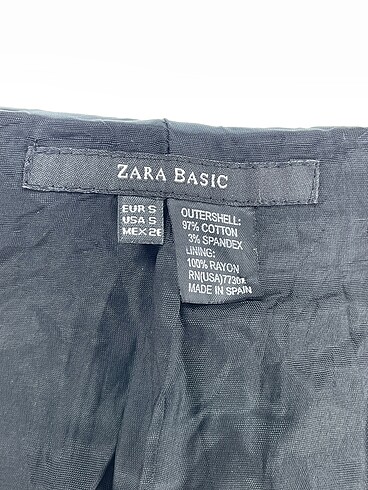 ZARA BASIC
EUR S
USA S
MEX 26
OUTERSHELL:
97% COTTON
3% SPANDEX
LINING:
100% RAYON
MADE IN SPAIN